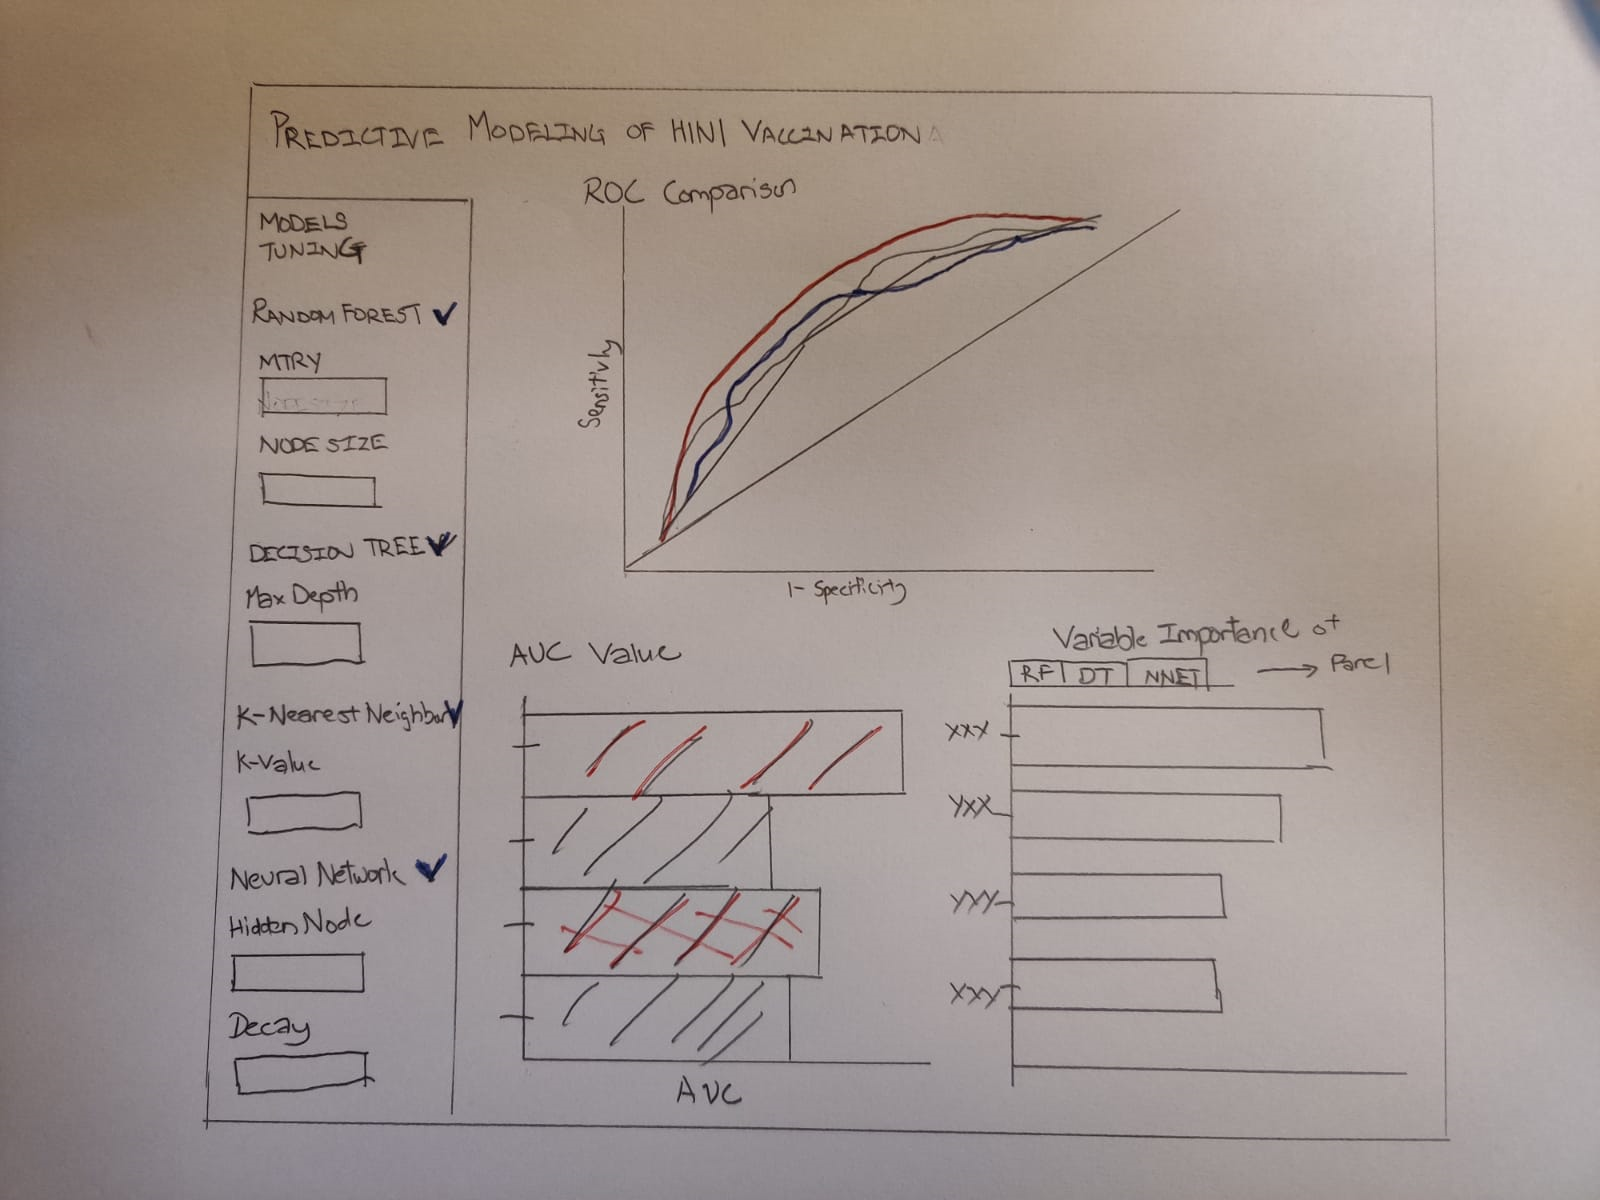 PREDICTIVE MODELING OF H1N1 VACCINATION
MODELS
TUNING
RANDOM FOREST
MTRY
NODE SIZE
DECISION TREE
Max Depth
K-Nearest Neighbor
K-Value
Neural Network
Hidden Node
Decay
ROC Comparison
Sensitivity
1- Specificity
AUC Value
AUC
Variable Importance of
RF DT NNET → Panel
XXX
YXX
YYY
XXY